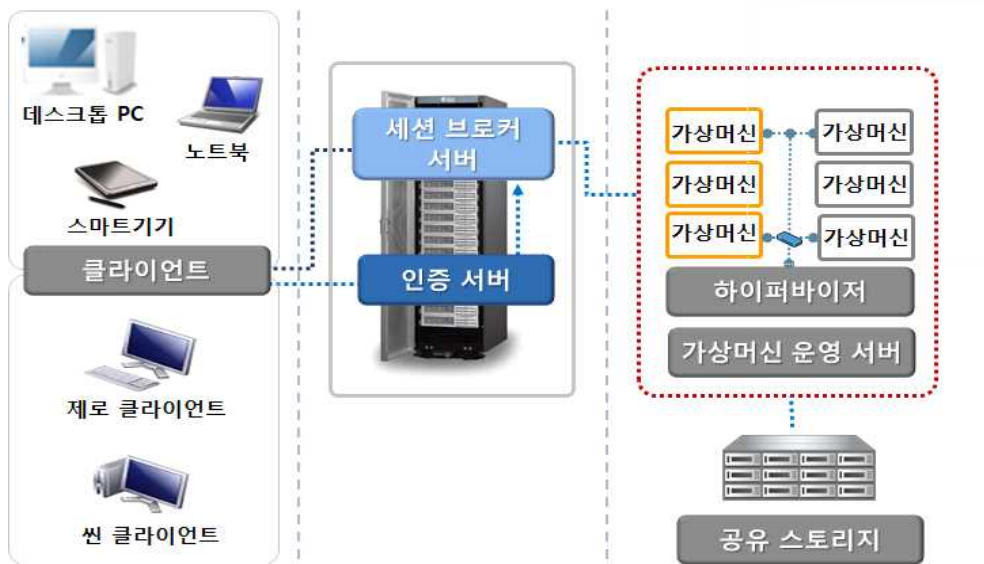 데스크톱 PC
노트북
스마트기기
클라이언트
제로 클라이언트
씬 클라이언트
세션 브로커
서버
인증 서버
가상머신
가상머신
가상머신
가상머신
가상머신
가상머신
하이퍼바이저
가상머신 운영 서버
공유 스토리지